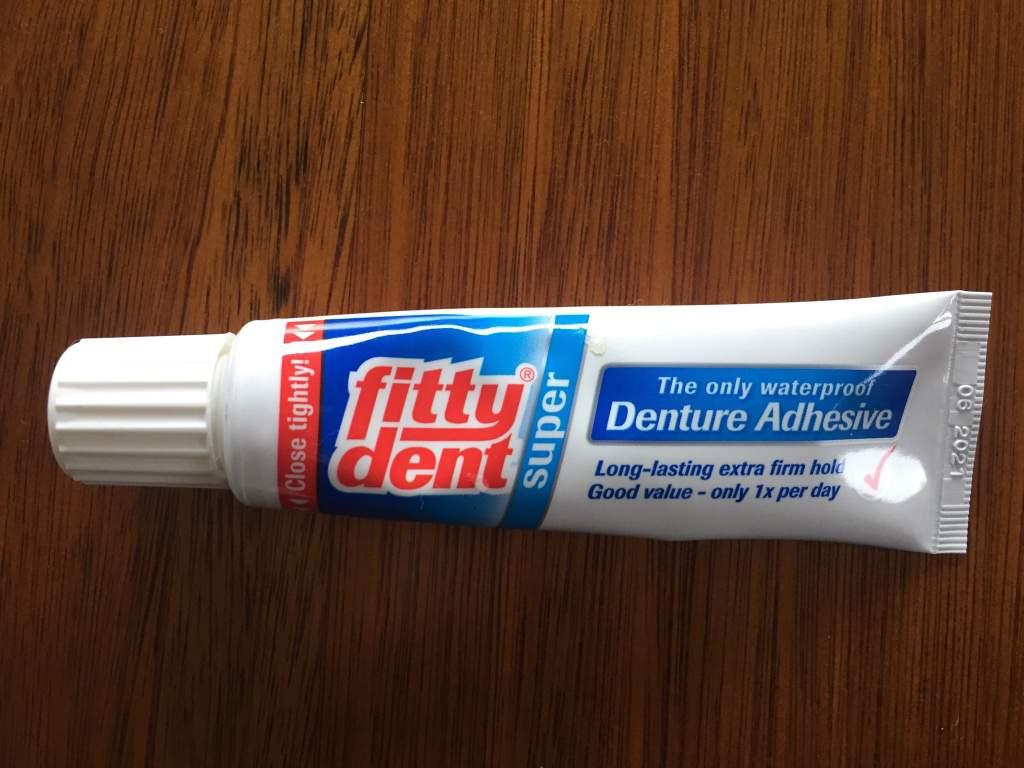 Close tightly!
fitty
dent®
super
The only waterproof
Denture Adhesive
Long-lasting extra firm hold
Good value - only 1x per day
06 2021